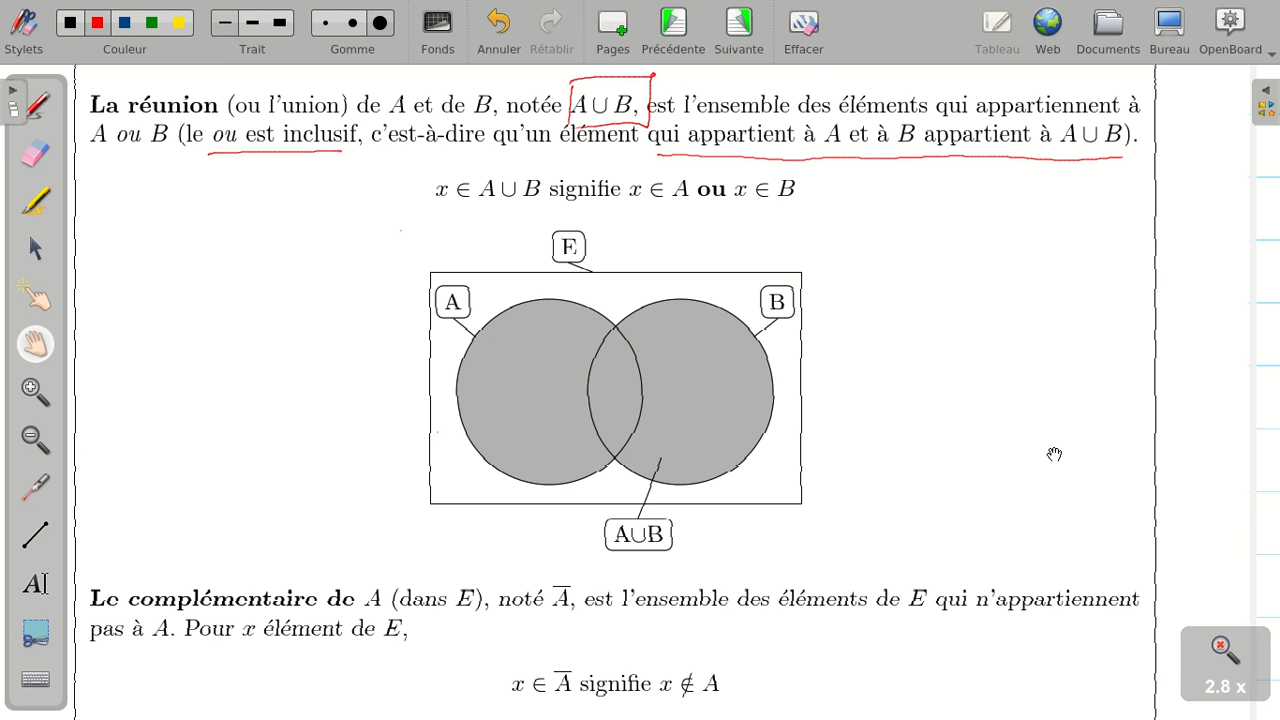 Stylets Couleur Trait Gomme Fonds Annuler Rétablir Pages Précédente Suivante Effacer Tableau Web Documents Bureau OpenBoard
La réunion (ou l'union) de A et de B, notée A ∪ B, est l'ensemble des éléments qui appartiennent à
A ou B (le ou est inclusif, c'est-à-dire qu'un élément qui appartient à A et à B appartient à A ∪ B).
x ∈ A ∪ B signifie x ∈ A ou x ∈ B
E
A B
A∪B
Le complémentaire de A (dans E), noté A̅, est l'ensemble des éléments de E qui n'appartiennent
pas à A. Pour x élément de E,
x ∈ A̅ signifie x ∉ A
A
2.8 x